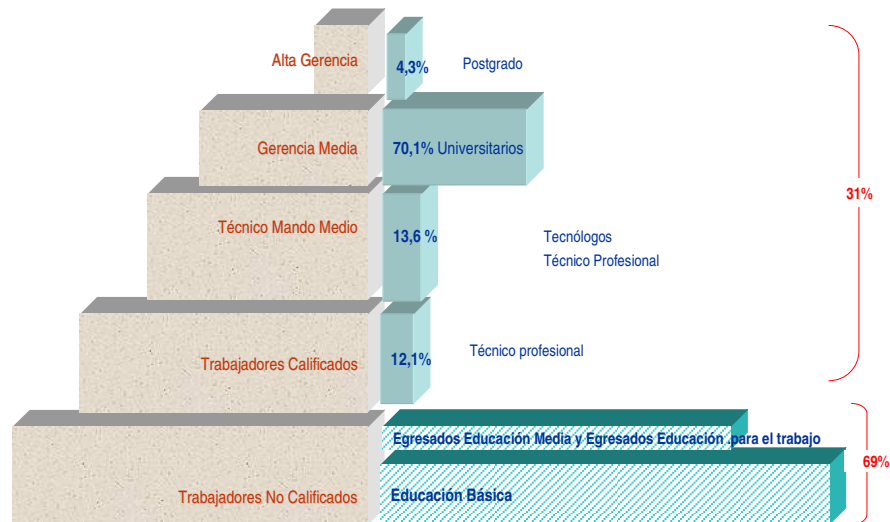 Alta Gerencia
4,3%
Postgrado
Gerencia Media
70,1% Universitarios
31%
Técnico Mando Medio
13,6 %
Tecnólogos
Técnico Profesional
Trabajadores Calificados
12,1%
Técnico profesional
Egresados Educación Media y Egresados Educación .para el trabajo
69%
Trabajadores No Calificados
Educación Básica